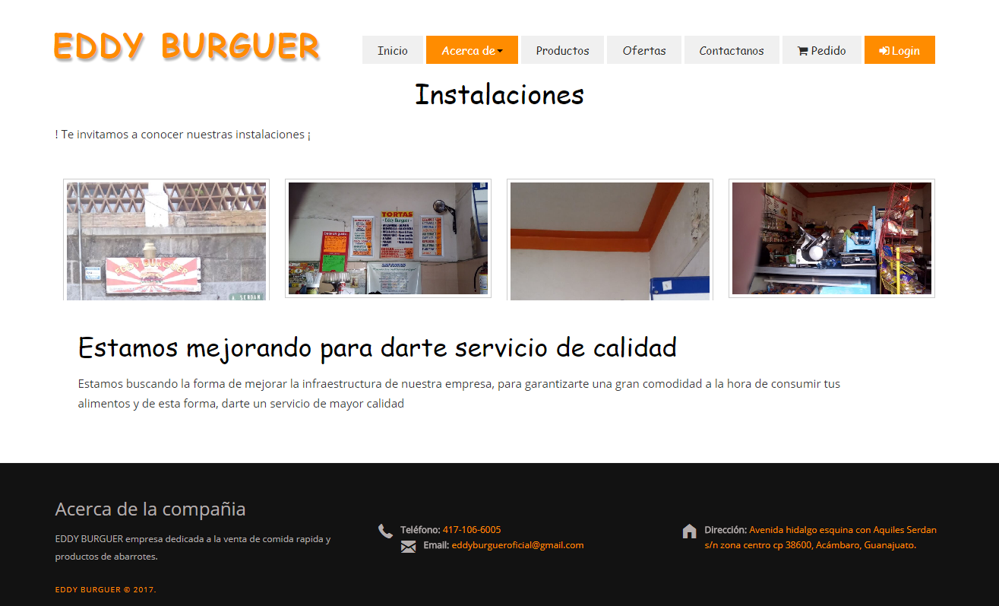 EDDY BURGUER
Inicio
Acerca de
Productos
Ofertas
Contactanos
Pedido
Login
Instalaciones
! Te invitamos a conocer nuestras instalaciones ¡
EDDY BURGUER
A. SERDAN
TORTAS
Eddy Burguer
Estamos mejorando para darte servicio de calidad
Estamos buscando la forma de mejorar la infraestructura de nuestra empresa, para garantizarte una gran comodidad a la hora de consumir tus
alimentos y de esta forma, darte un servicio de mayor calidad
Acerca de la compañia
EDDY BURGUER empresa dedicada a la venta de comida rapida y
productos de abarrotes.
EDDY BURGUER © 2017.
Teléfono: 417-106-6005
Email: eddyburgueroficial@gmail.com
Dirección: Avenida hidalgo esquina con Aquiles Serdan
s/n zona centro cp 38600, Acámbaro, Guanajuato.